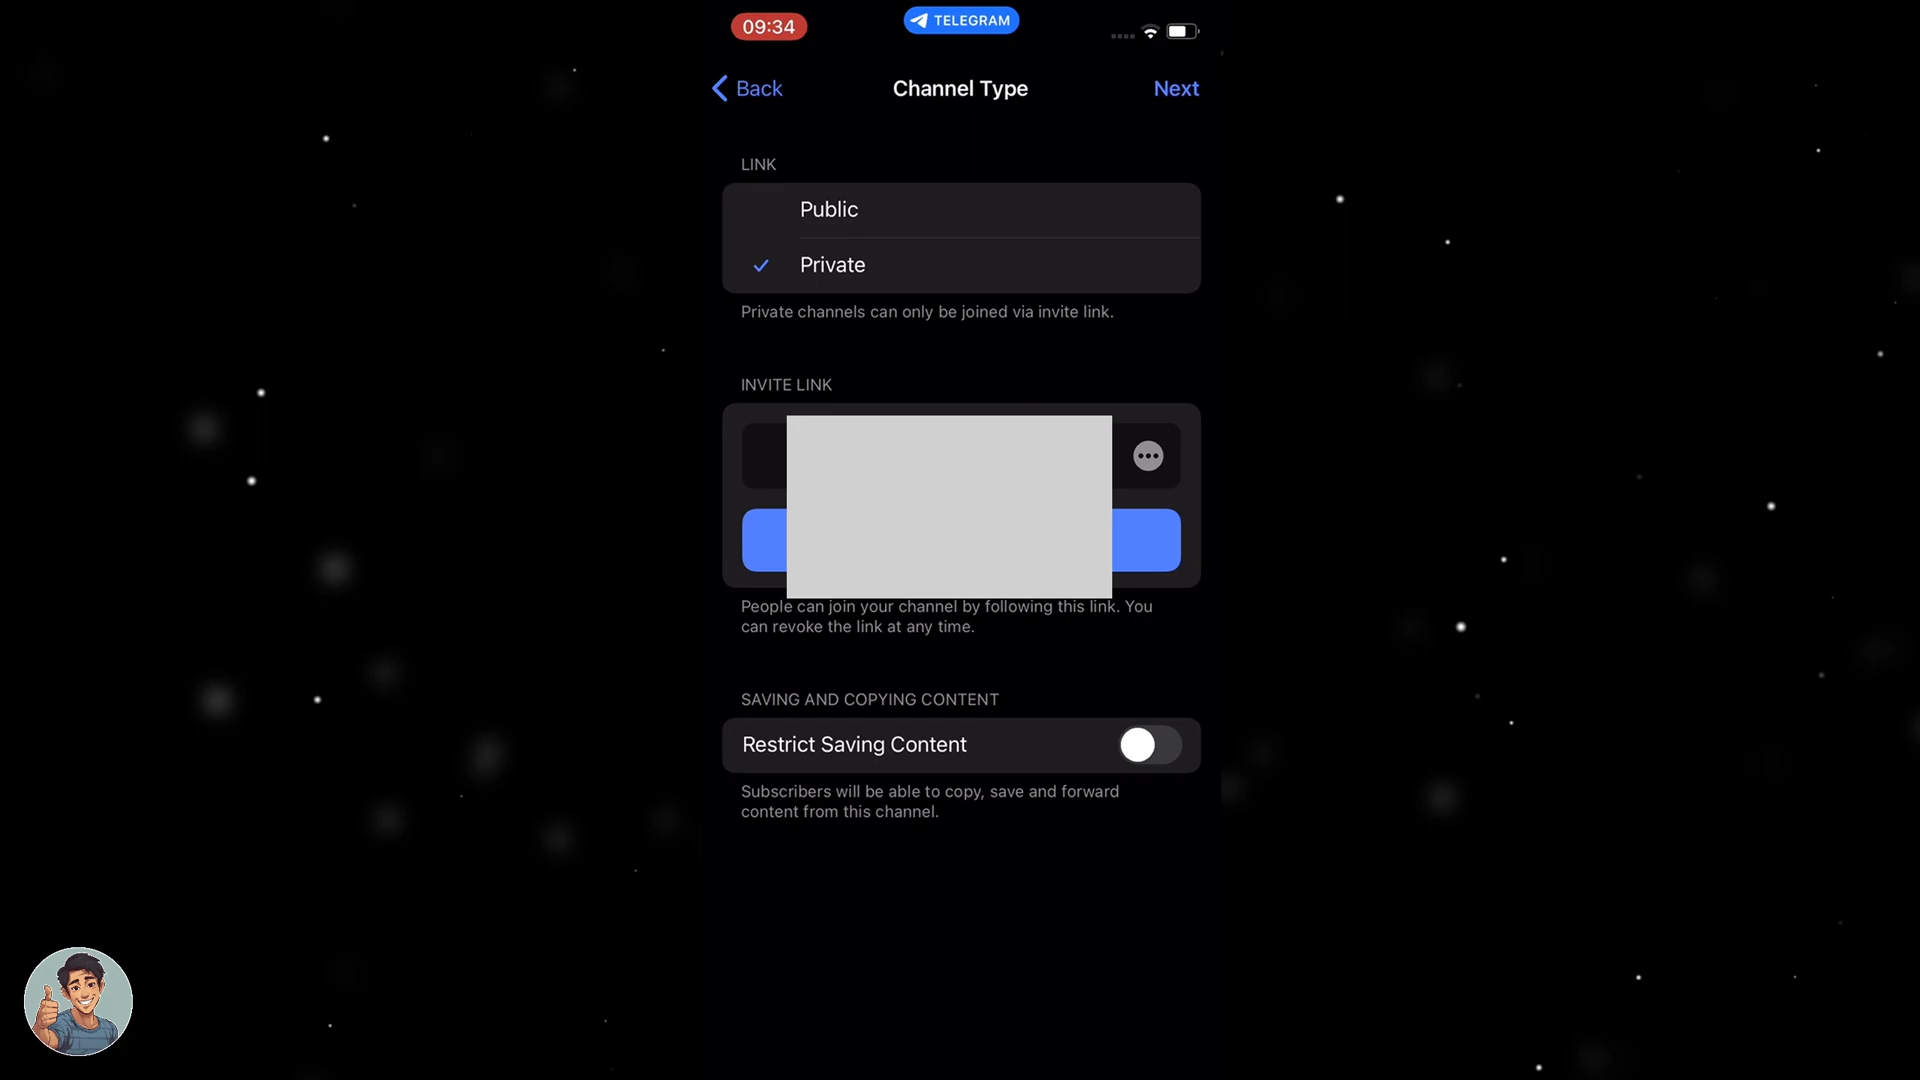 09:34
TELEGRAM
Back
Channel Type
Next
LINK
Public
Private
Private channels can only be joined via invite link.
INVITE LINK
People can join your channel by following this link. You
can revoke the link at any time.
SAVING AND COPYING CONTENT
Restrict Saving Content
Subscribers will be able to copy, save and forward
content from this channel.